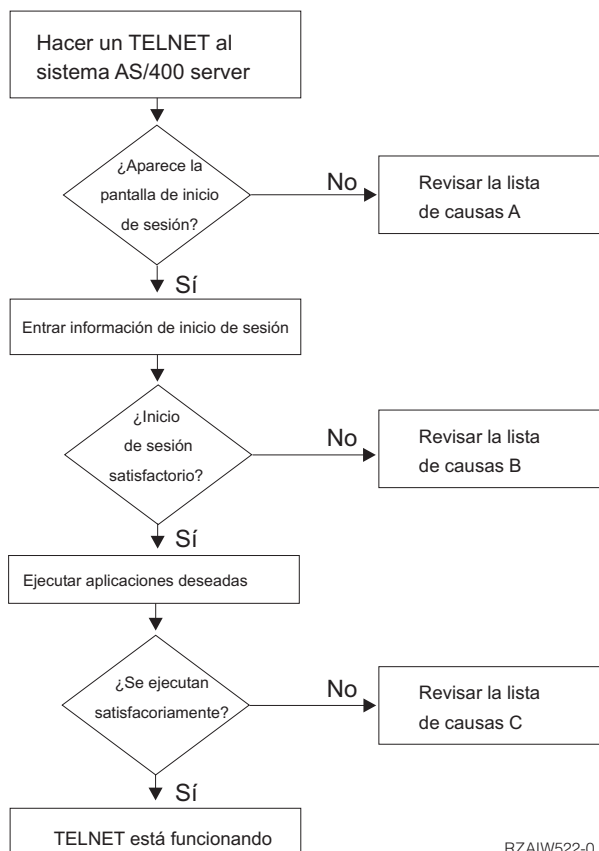 Hacer un TELNET al
sistema AS/400 server
¿Aparece la
pantalla de inicio
de sesión?
No
Revisar la lista
de causas A
Sí
Entrar información de inicio de sesión
¿Inicio
de sesión
satisfactorio?
No
Revisar la lista
de causas B
Sí
Ejecutar aplicaciones deseadas
¿Se ejecutan
satisfacoriamente?
No
Revisar la lista
de causas C
Sí
TELNET está funcionando
RZAIW522-0